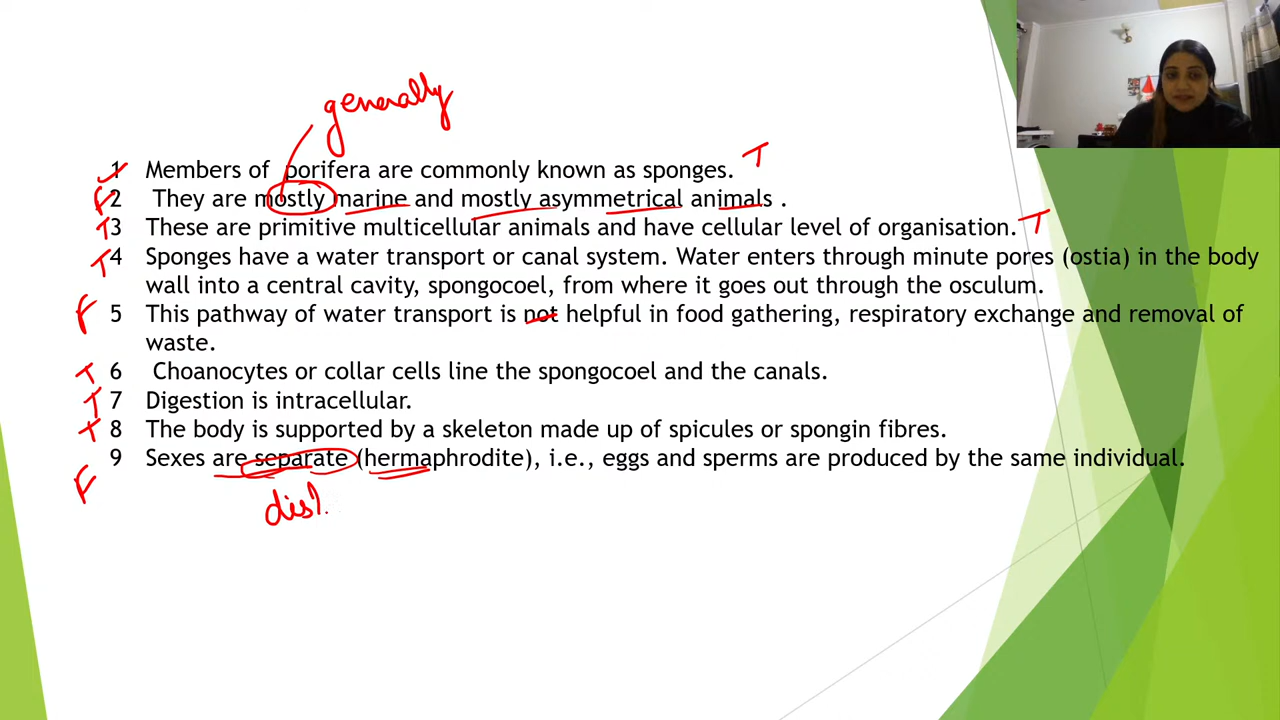 generally
1 Members of porifera are commonly known as sponges. T
F 2 They are mostly marine and mostly asymmetrical animals .
T 3 These are primitive multicellular animals and have cellular level of organisation. T
T 4 Sponges have a water transport or canal system. Water enters through minute pores (ostia) in the body
wall into a central cavity, spongocoel, from where it goes out through the osculum.
F 5 This pathway of water transport is not helpful in food gathering, respiratory exchange and removal of
waste.
T 6 Choanocytes or collar cells line the spongocoel and the canals.
T 7 Digestion is intracellular.
T 8 The body is supported by a skeleton made up of spicules or spongin fibres.
9 Sexes are separate (hermaphrodite), i.e., eggs and sperms are produced by the same individual.
F